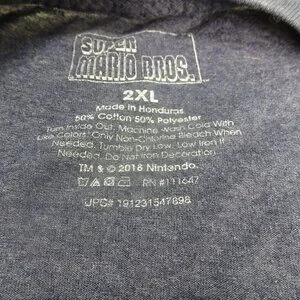 SUPER
MARIO BROS.
2XL
Made in Honduras
50% Cotton 50% Polyester
Turn Inside Out, Machine Wash Cold With
Like Colors, Only Non-Chlorine Bleach When
Needed, Tumble Dry Low, Low Iron If
Needed, Do Not Iron Decoration
TM & © 2018 Nintendo.
RN #111647
UPC# 191231547898